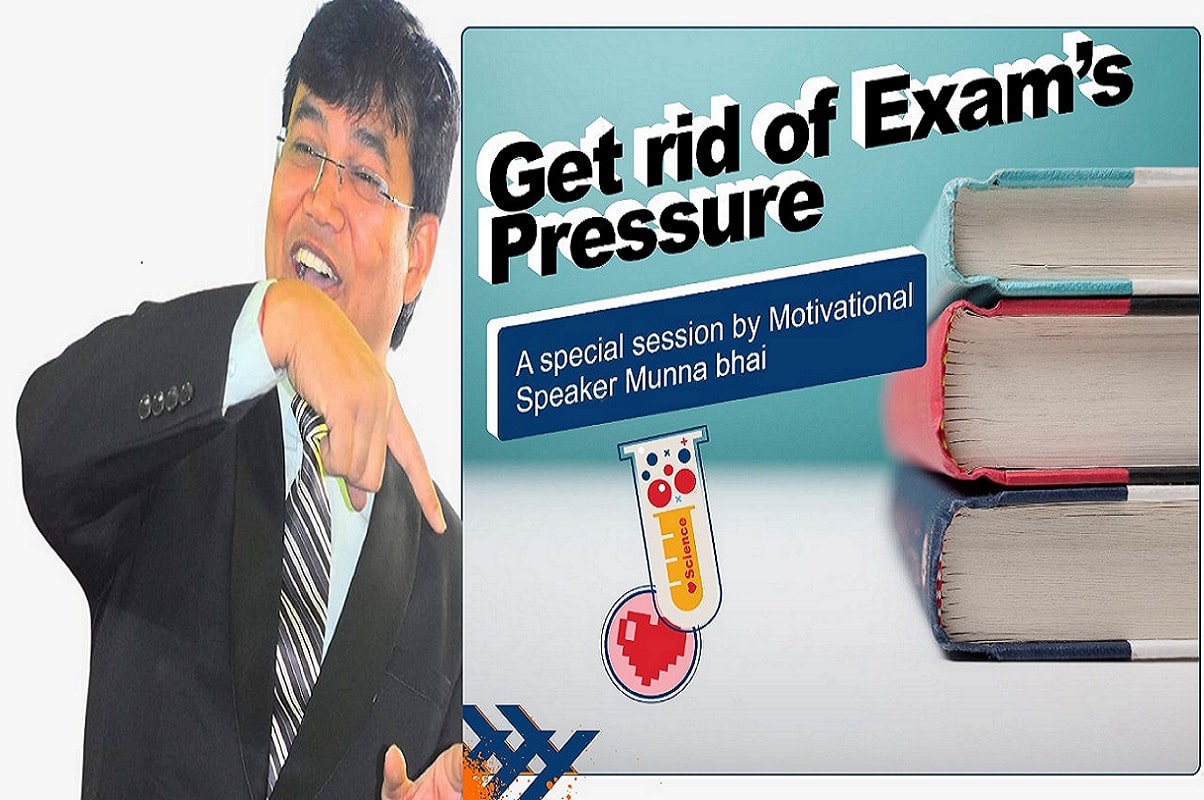 Get rid of Exam's
Pressure
A special session by Motivational
Speaker Munna bhai
Science